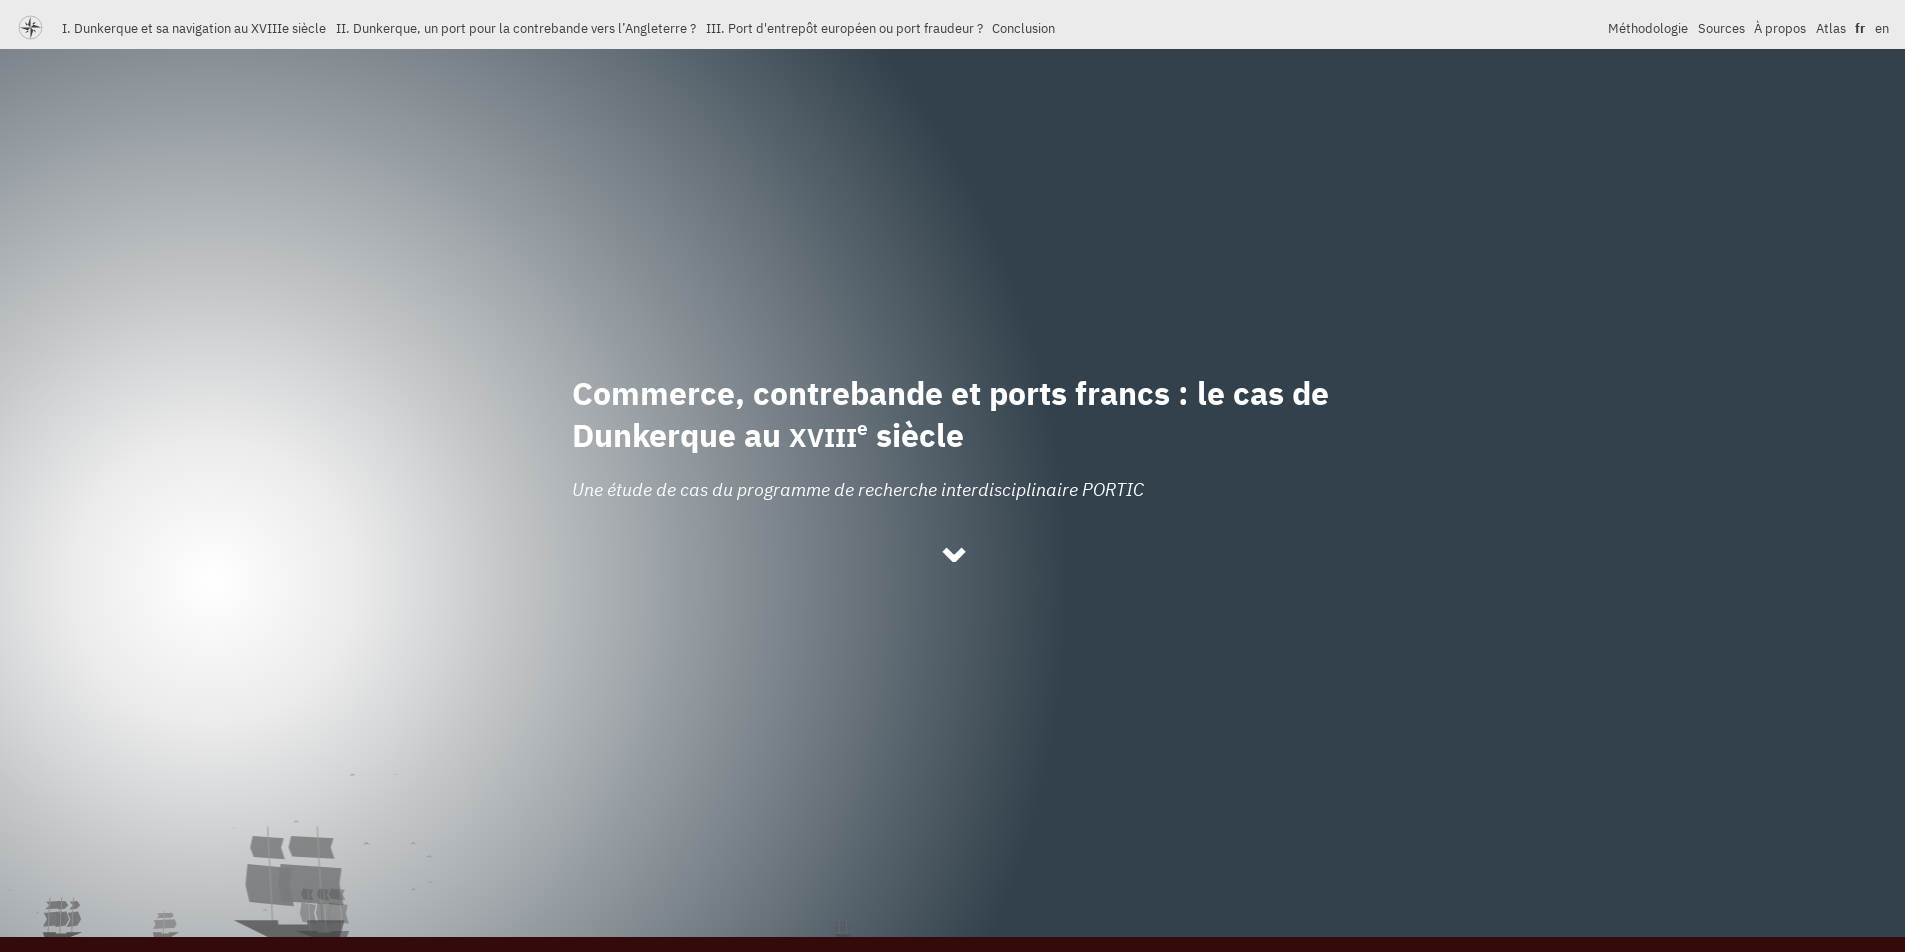 I. Dunkerque et sa navigation au XVIIIe siècle II. Dunkerque, un port pour la contrebande vers l’Angleterre ? III. Port d'entrepôt européen ou port fraudeur ? Conclusion Méthodologie Sources À propos Atlas fr en
Commerce, contrebande et ports francs : le cas de
Dunkerque au XVIIIe siècle
Une étude de cas du programme de recherche interdisciplinaire PORTIC